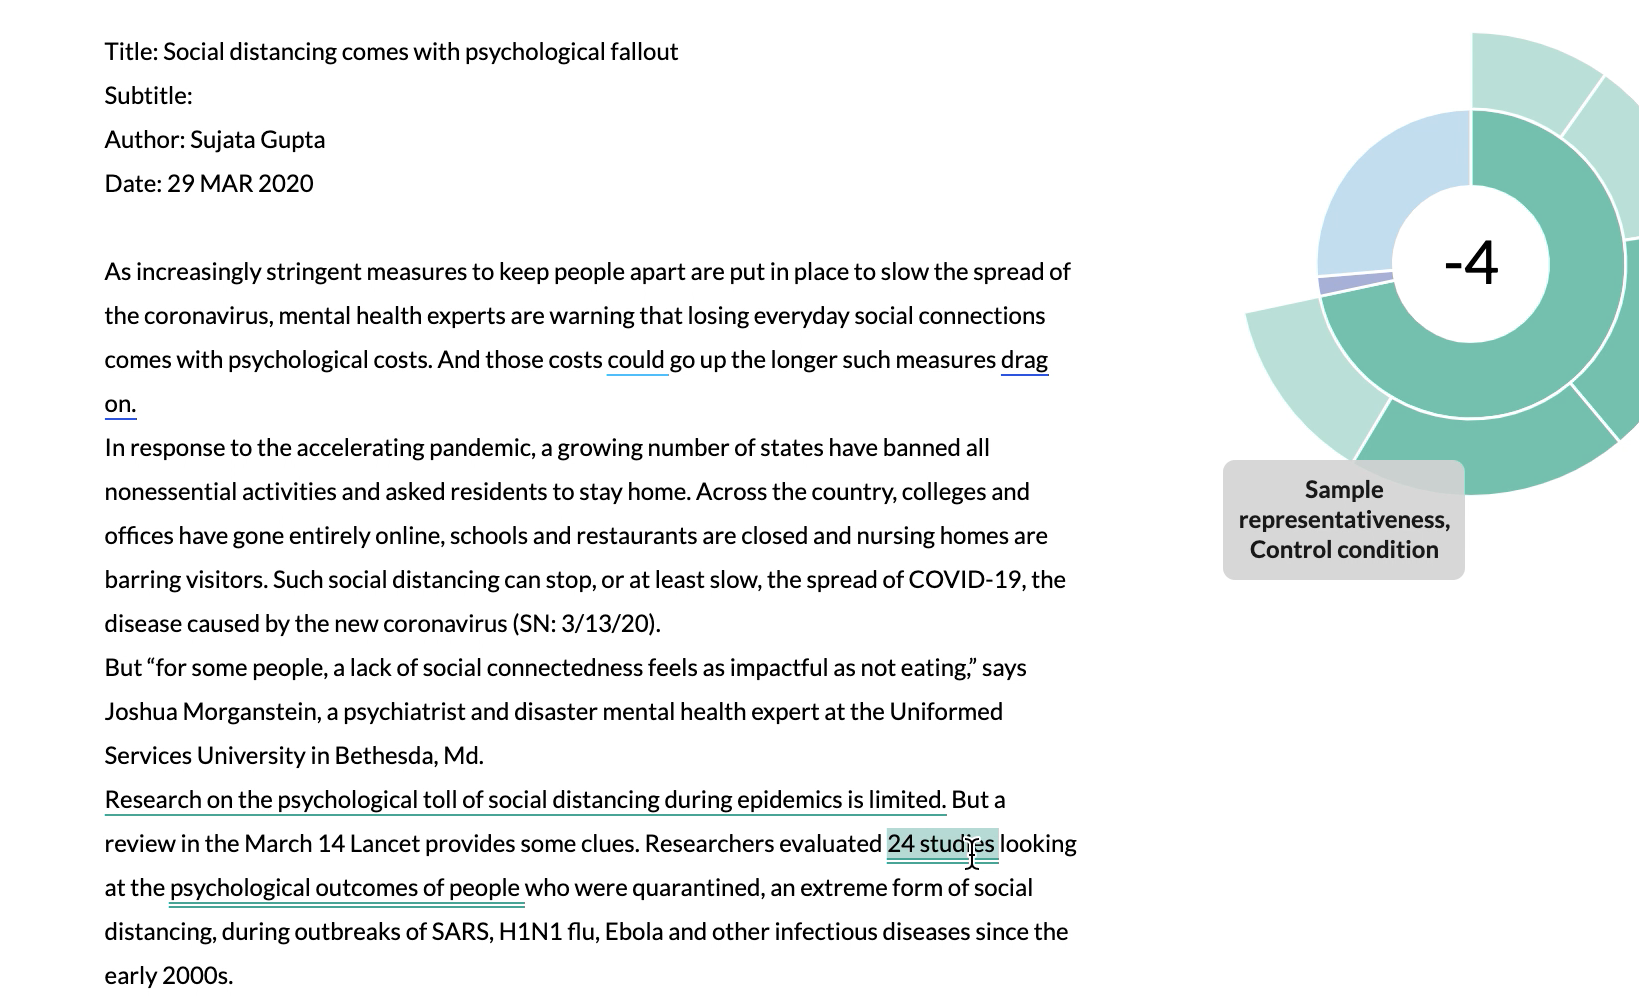 Title: Social distancing comes with psychological fallout
Subtitle:
Author: Sujata Gupta
Date: 29 MAR 2020
As increasingly stringent measures to keep people apart are put in place to slow the spread of
the coronavirus, mental health experts are warning that losing everyday social connections
comes with psychological costs. And those costs could go up the longer such measures drag
on.
In response to the accelerating pandemic, a growing number of states have banned all
nonessential activities and asked residents to stay home. Across the country, colleges and
offices have gone entirely online, schools and restaurants are closed and nursing homes are
barring visitors. Such social distancing can stop, or at least slow, the spread of COVID-19, the
disease caused by the new coronavirus (SN: 3/13/20).
But “for some people, a lack of social connectedness feels as impactful as not eating,” says
Joshua Morganstein, a psychiatrist and disaster mental health expert at the Uniformed
Services University in Bethesda, Md.
Research on the psychological toll of social distancing during epidemics is limited. But a
review in the March 14 Lancet provides some clues. Researchers evaluated 24 studies looking
at the psychological outcomes of people who were quarantined, an extreme form of social
distancing, during outbreaks of SARS, H1N1 flu, Ebola and other infectious diseases since the
early 2000s.
-4
Sample
representativeness,
Control condition